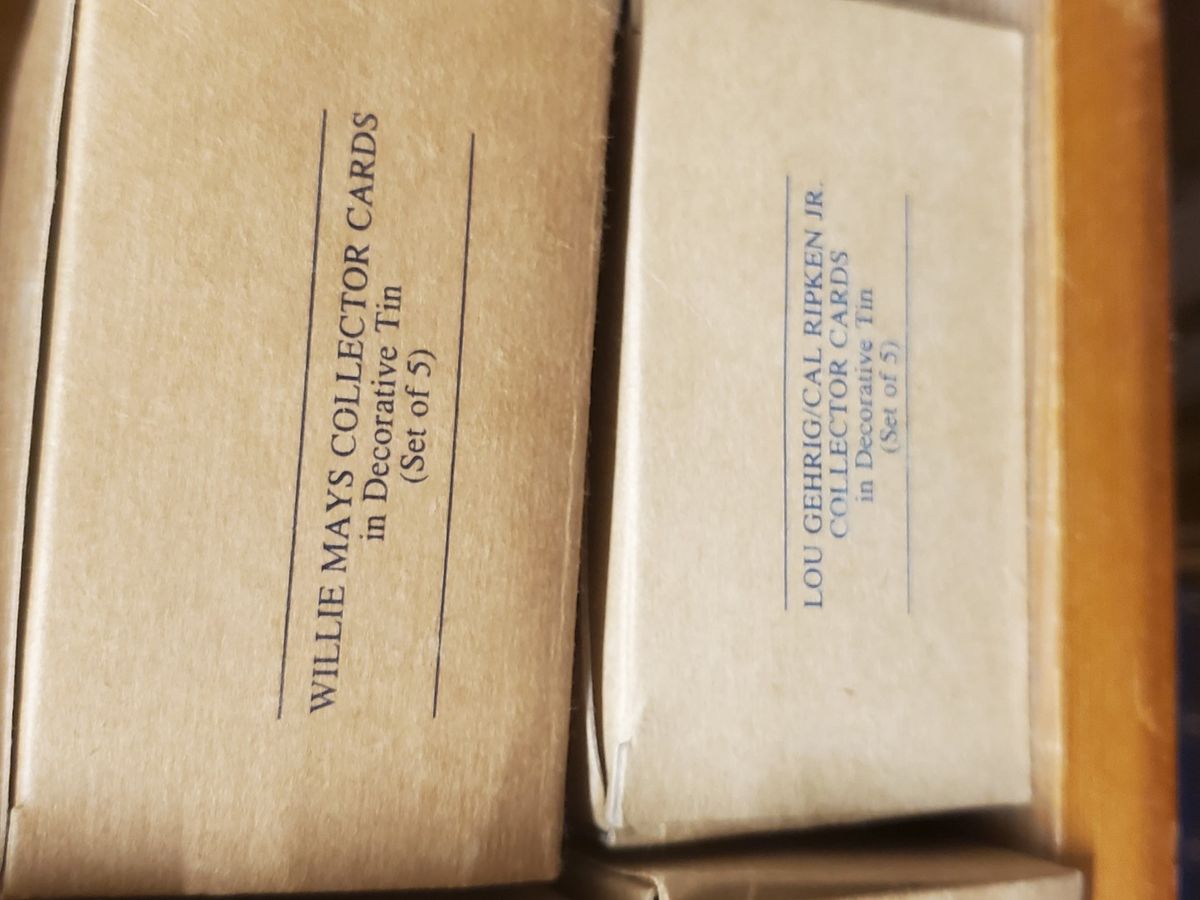 WILLIE MAYS COLLECTOR CARDS
in Decorative Tin
(Set of 5)
LOU GEHRIG/CAL RIPKEN JR.
COLLECTOR CARDS
in Decorative Tin
(Set of 5)